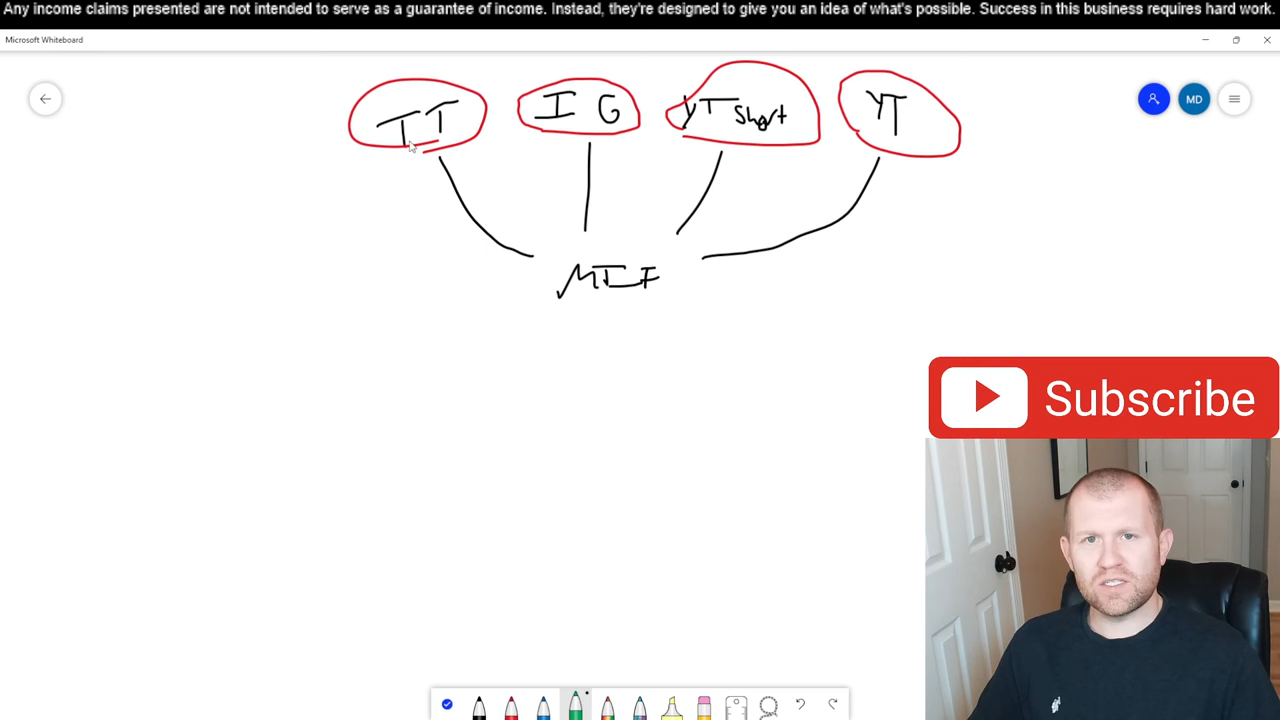 Any income claims presented are not intended to serve as a guarantee of income. Instead, they're designed to give you an idea of what's possible. Success in this business requires hard work.
Microsoft Whiteboard
MD
TT IG YT Short YT
Subscribe